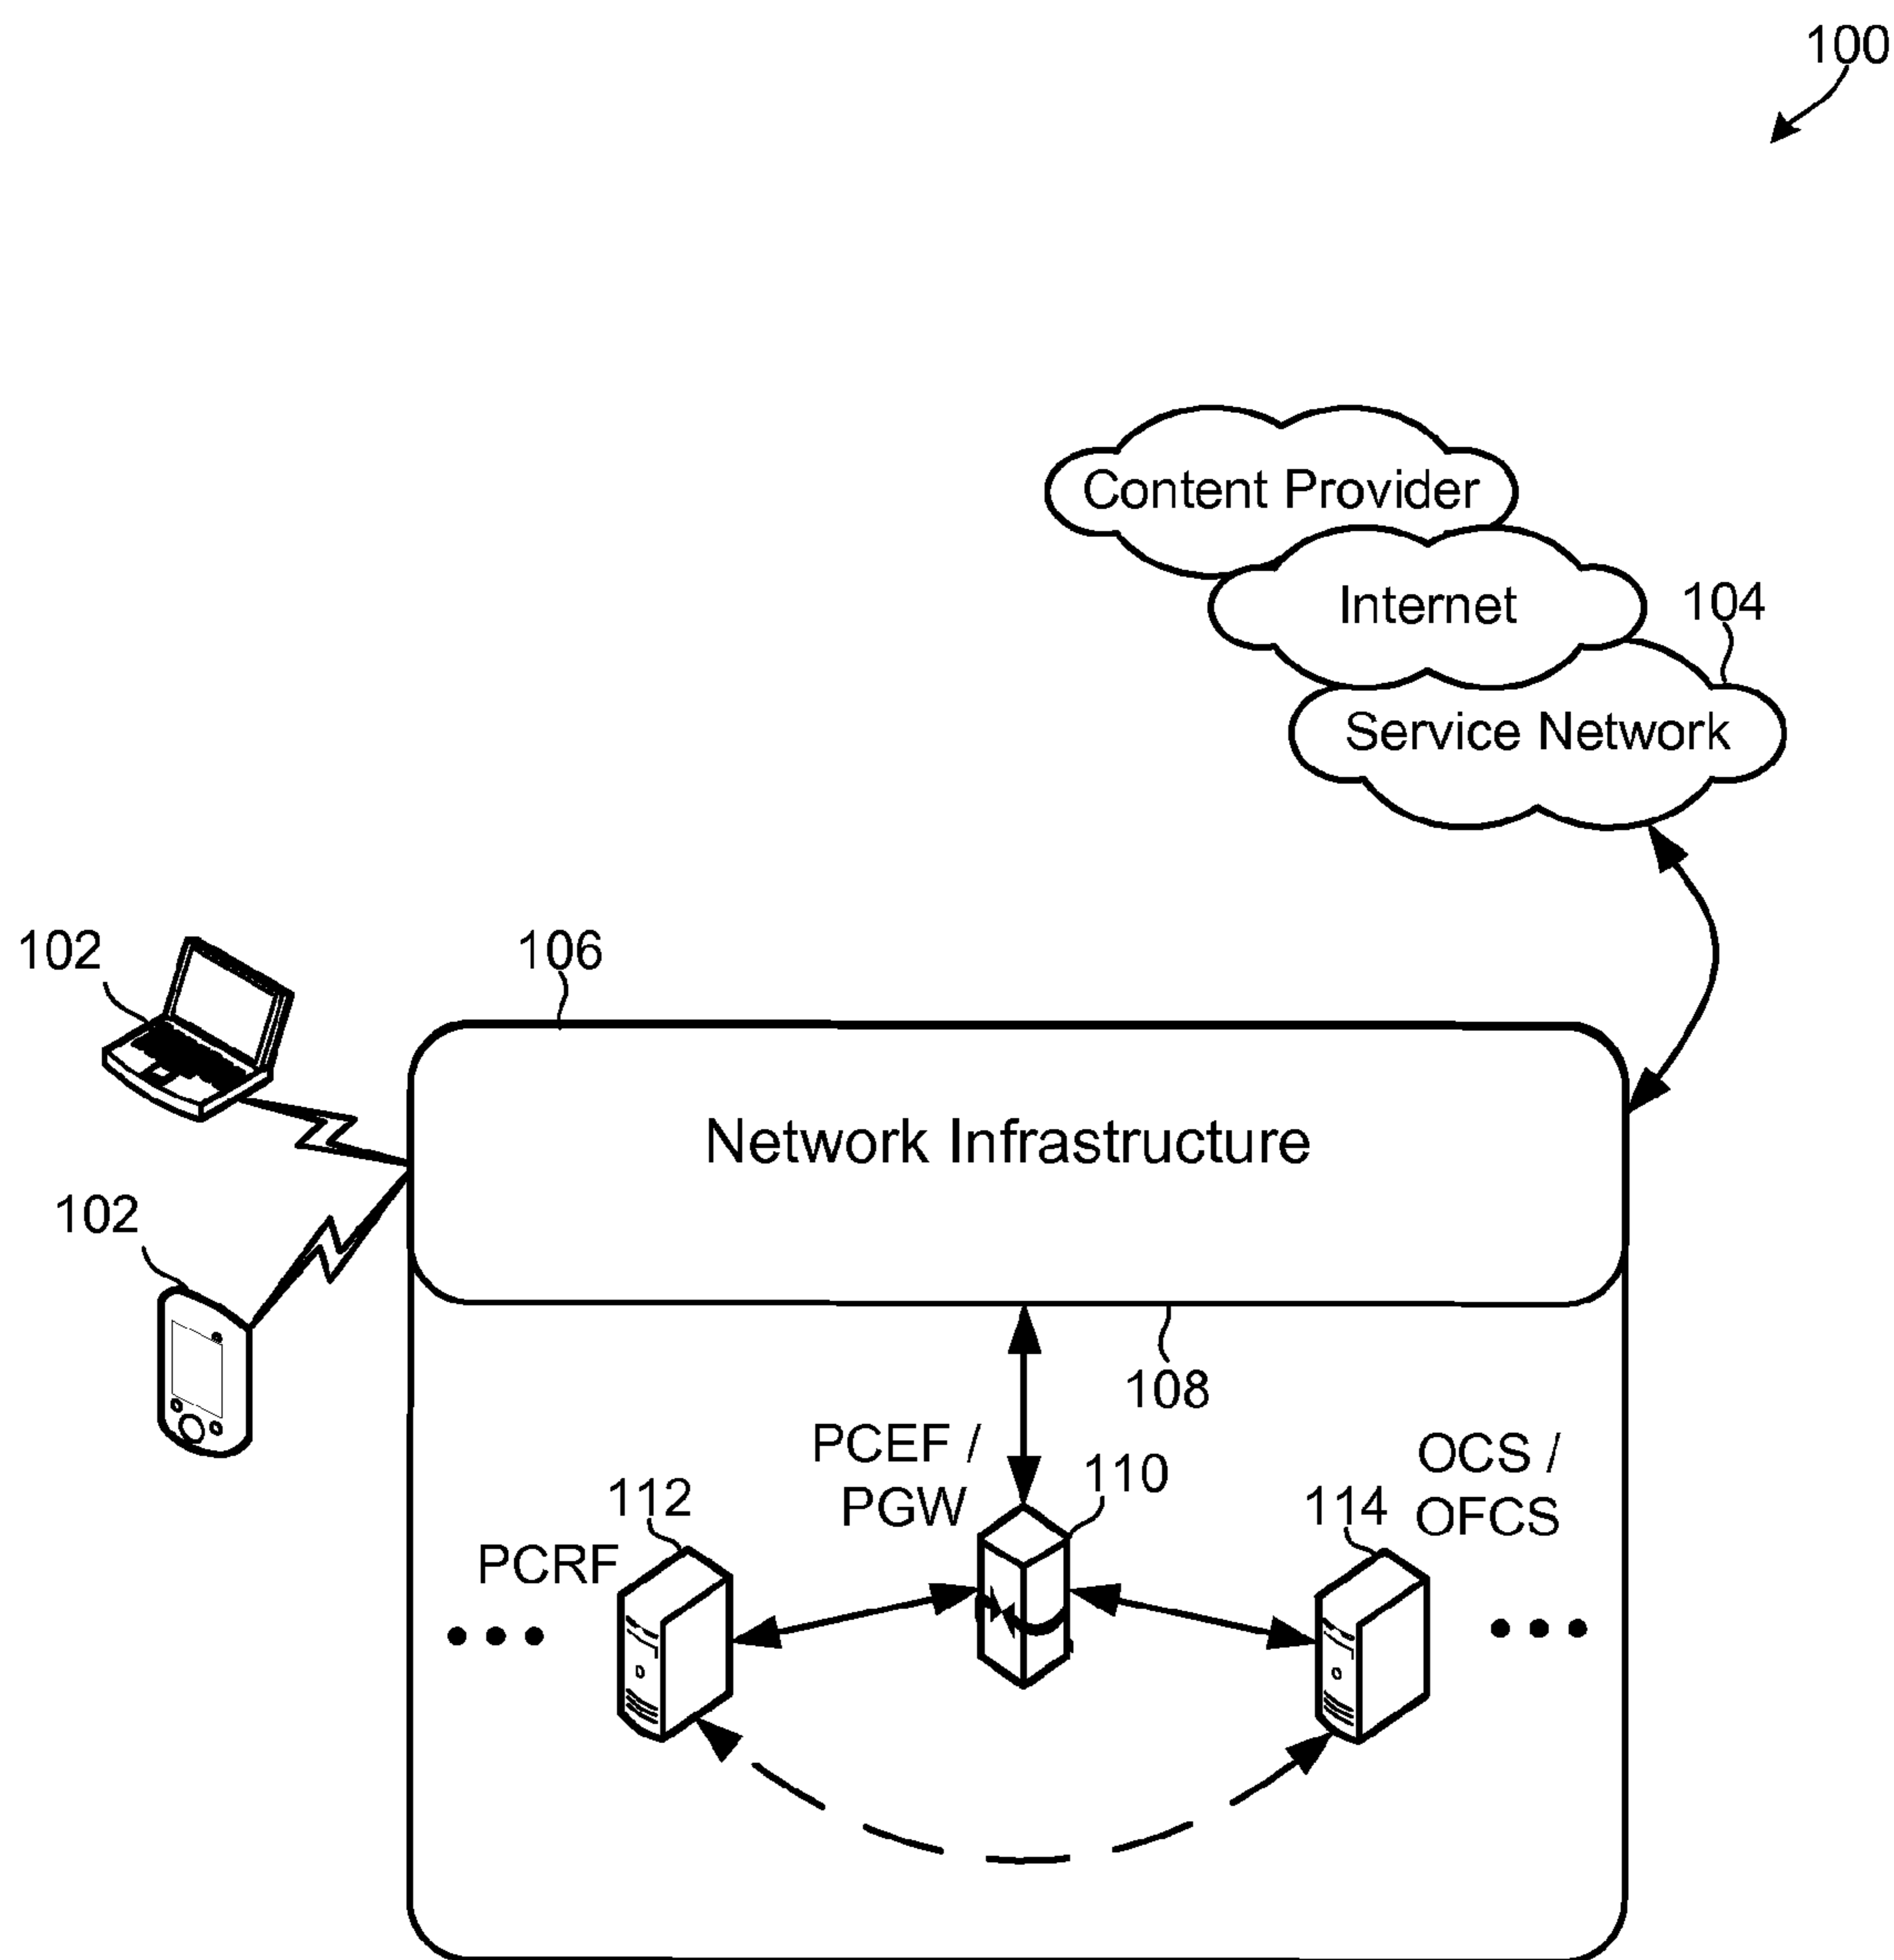 100
Content Provider
Internet
104
Service Network
102
106
Network Infrastructure
102
108
PCEF /
PGW
110
OCS /
OFCS
112
114
PCRF